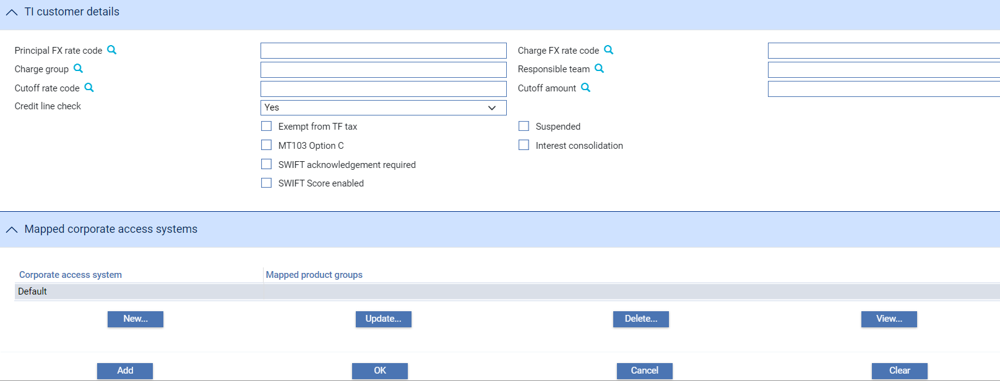 TI customer details
Principal FX rate code
Charge FX rate code
Charge group
Responsible team
Cutoff rate code
Cutoff amount
Credit line check
Yes
Exempt from TF tax
Suspended
MT103 Option C
Interest consolidation
SWIFT acknowledgement required
SWIFT Score enabled
Mapped corporate access systems
Corporate access system
Mapped product groups
Default
New...
Update...
Delete...
View...
Add
OK
Cancel
Clear